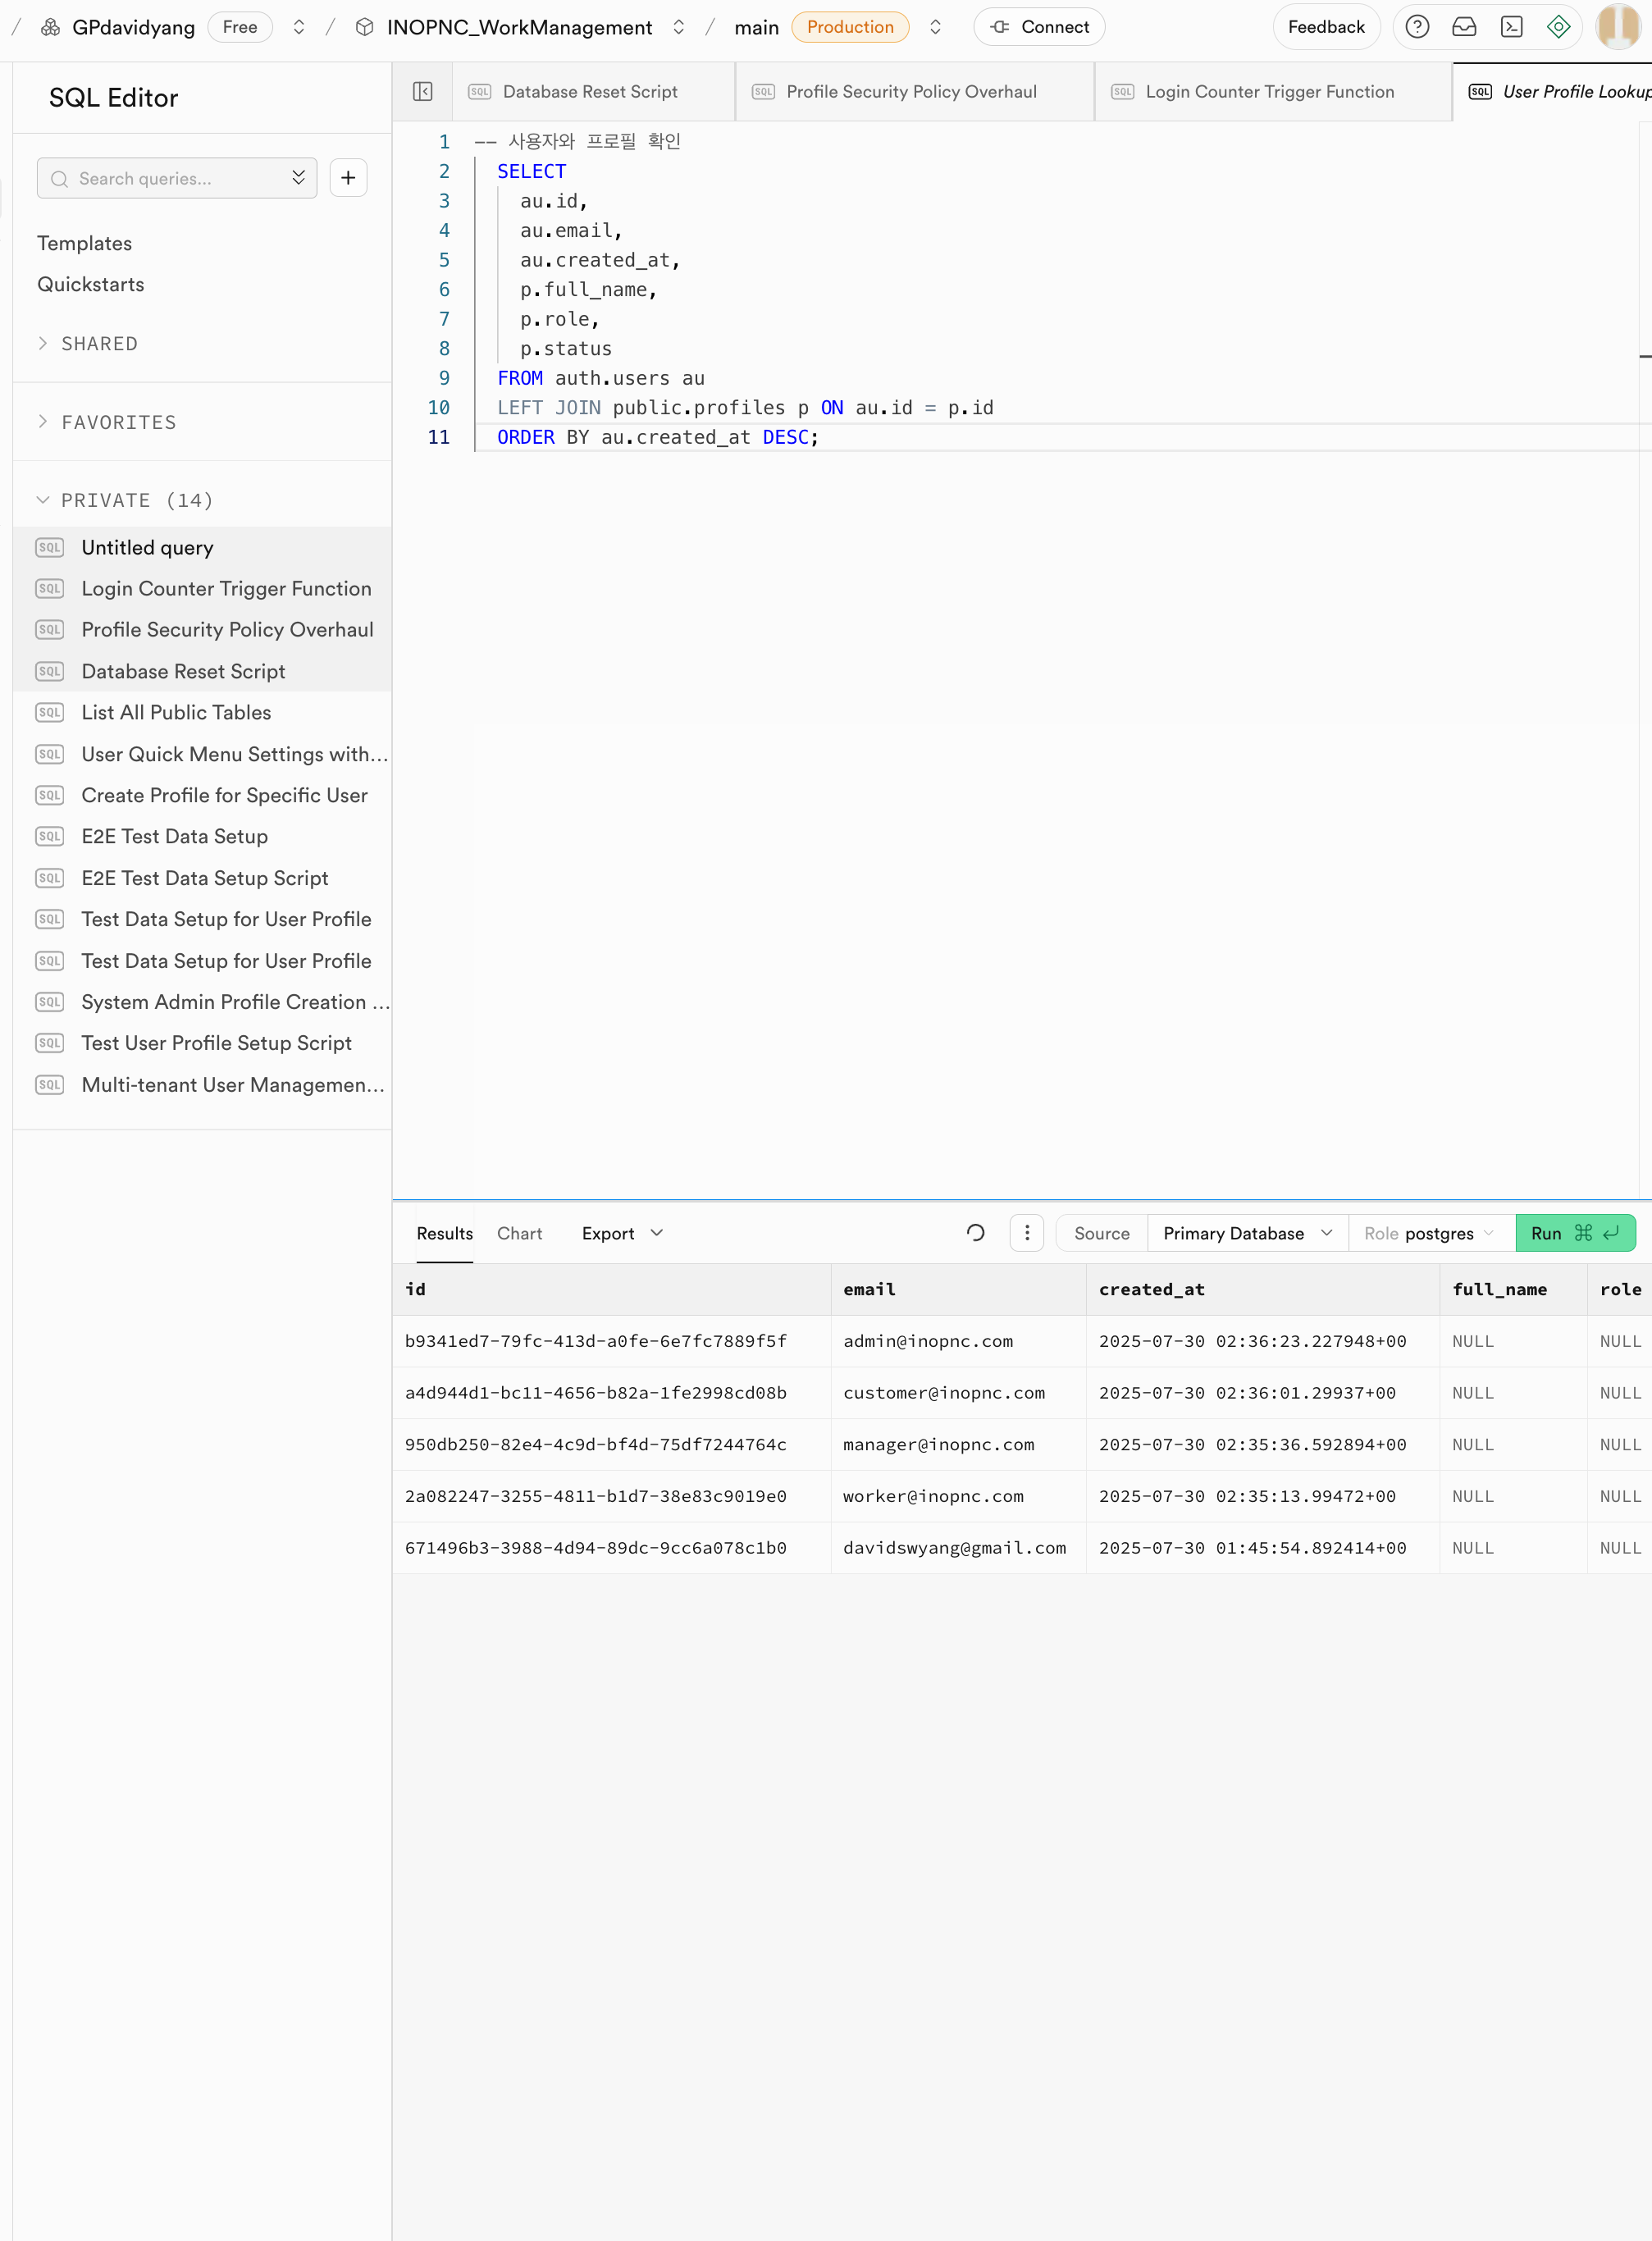 / GPdavidyang Free / INOPNC_WorkManagement / main Production Connect Feedback
SQL Editor
Search queries...
Templates
Quickstarts
SHARED
FAVORITES
PRIVATE (14)
SQL Untitled query
SQL Login Counter Trigger Function
SQL Profile Security Policy Overhaul
SQL Database Reset Script
SQL List All Public Tables
SQL User Quick Menu Settings with...
SQL Create Profile for Specific User
SQL E2E Test Data Setup
SQL E2E Test Data Setup Script
SQL Test Data Setup for User Profile
SQL Test Data Setup for User Profile
SQL System Admin Profile Creation ...
SQL Test User Profile Setup Script
SQL Multi-tenant User Managemen...
SQL Database Reset Script SQL Profile Security Policy Overhaul SQL Login Counter Trigger Function SQL User Profile Lookup
1 -- 사용자와 프로필 확인
2 SELECT
3 au.id,
4 au.email,
5 au.created_at,
6 p.full_name,
7 p.role,
8 p.status
9 FROM auth.users au
10 LEFT JOIN public.profiles p ON au.id = p.id
11 ORDER BY au.created_at DESC;
Results Chart Export Source Primary Database Role postgres Run ⌘ ↵
id email created_at full_name role
b9341ed7-79fc-413d-a0fe-6e7fc7889f5f admin@inopnc.com 2025-07-30 02:36:23.227948+00 NULL NULL
a4d944d1-bc11-4656-b82a-1fe2998cd08b customer@inopnc.com 2025-07-30 02:36:01.29937+00 NULL NULL
950db250-82e4-4c9d-bf4d-75df7244764c manager@inopnc.com 2025-07-30 02:35:36.592894+00 NULL NULL
2a082247-3255-4811-b1d7-38e83c9019e0 worker@inopnc.com 2025-07-30 02:35:13.99472+00 NULL NULL
671496b3-3988-4d94-89dc-9cc6a078c1b0 davidswyang@gmail.com 2025-07-30 01:45:54.892414+00 NULL NULL